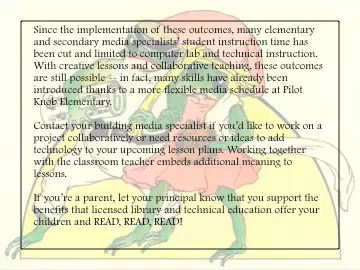 Since the implementation of these outcomes, many elementary
and secondary media specialists' student instruction time has
been cut and limited to computer lab and technical instruction.
With creative lessons and collaborative teaching, these outcomes
are still possible -- in fact, many skills have already been
introduced thanks to a more flexible media schedule at Pilot
Knob Elementary.
Contact your building media specialist if you'd like to work on a
project collaboratively or need resources or ideas to add
technology to your upcoming lesson plans. Working together
with the classroom teacher embeds additional meaning to
lessons.
If you're a parent, let your principal know that you support the
benefits that licensed library and technical education offer your
children and READ, READ, READ!